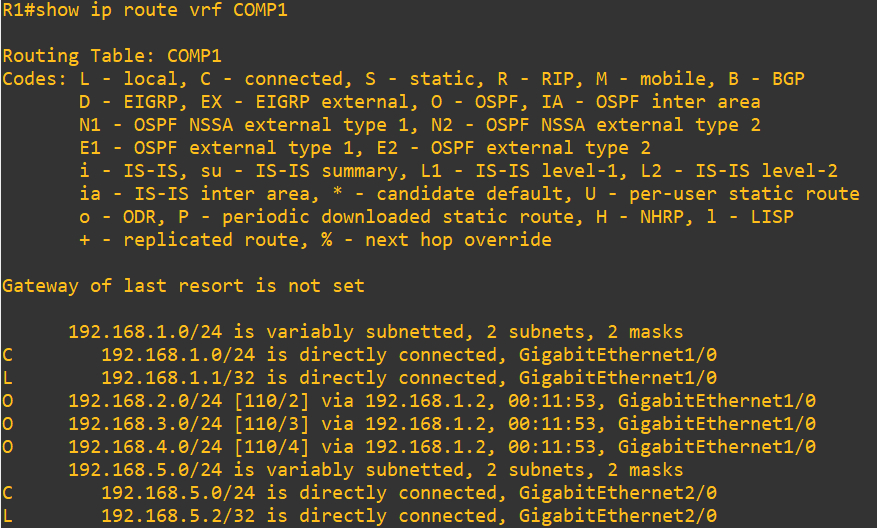 R1#show ip route vrf COMP1
Routing Table: COMP1
Codes: L - local, C - connected, S - static, R - RIP, M - mobile, B - BGP
D - EIGRP, EX - EIGRP external, O - OSPF, IA - OSPF inter area
N1 - OSPF NSSA external type 1, N2 - OSPF NSSA external type 2
E1 - OSPF external type 1, E2 - OSPF external type 2
i - IS-IS, su - IS-IS summary, L1 - IS-IS level-1, L2 - IS-IS level-2
ia - IS-IS inter area, * - candidate default, U - per-user static route
o - ODR, P - periodic downloaded static route, H - NHRP, l - LISP
+ - replicated route, % - next hop override
Gateway of last resort is not set
192.168.1.0/24 is variably subnetted, 2 subnets, 2 masks
C 192.168.1.0/24 is directly connected, GigabitEthernet1/0
L 192.168.1.1/32 is directly connected, GigabitEthernet1/0
O 192.168.2.0/24 [110/2] via 192.168.1.2, 00:11:53, GigabitEthernet1/0
O 192.168.3.0/24 [110/3] via 192.168.1.2, 00:11:53, GigabitEthernet1/0
O 192.168.4.0/24 [110/4] via 192.168.1.2, 00:11:53, GigabitEthernet1/0
192.168.5.0/24 is variably subnetted, 2 subnets, 2 masks
C 192.168.5.0/24 is directly connected, GigabitEthernet2/0
L 192.168.5.2/32 is directly connected, GigabitEthernet2/0